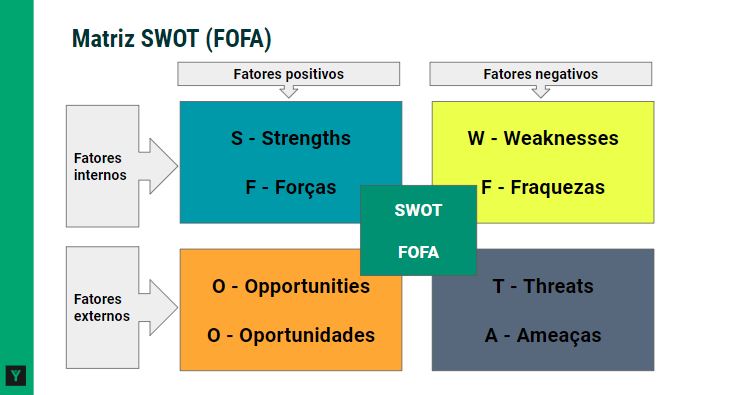 Matriz SWOT (FOFA)
Fatores positivos
Fatores negativos
Fatores
internos
S - Strengths
F - Forças
W - Weaknesses
F - Fraquezas
SWOT
FOFA
Fatores
externos
O - Opportunities
O - Oportunidades
T - Threats
A - Ameaças
Y